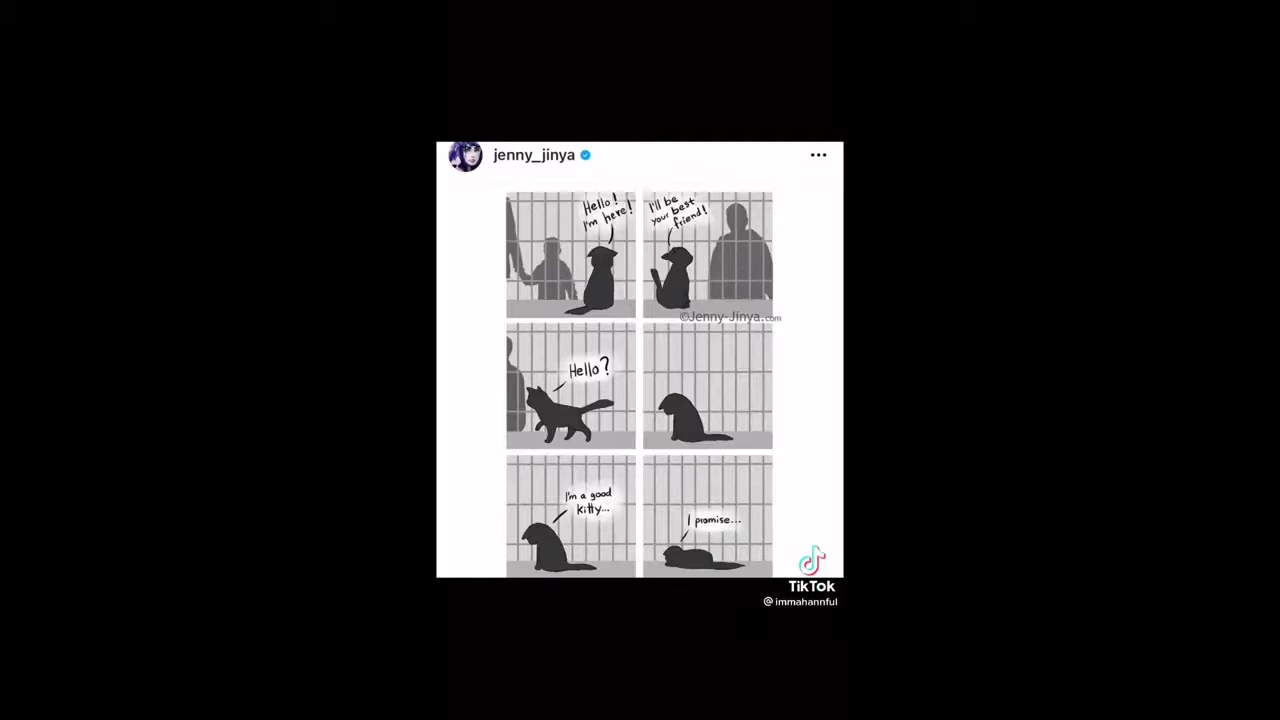 jenny_jinya
Hello!
I'm here!
I'll be
your best
friend!
©Jenny-Jinya.com
Hello?
I'm a good
kitty...
I promise...
TikTok
@immahannful